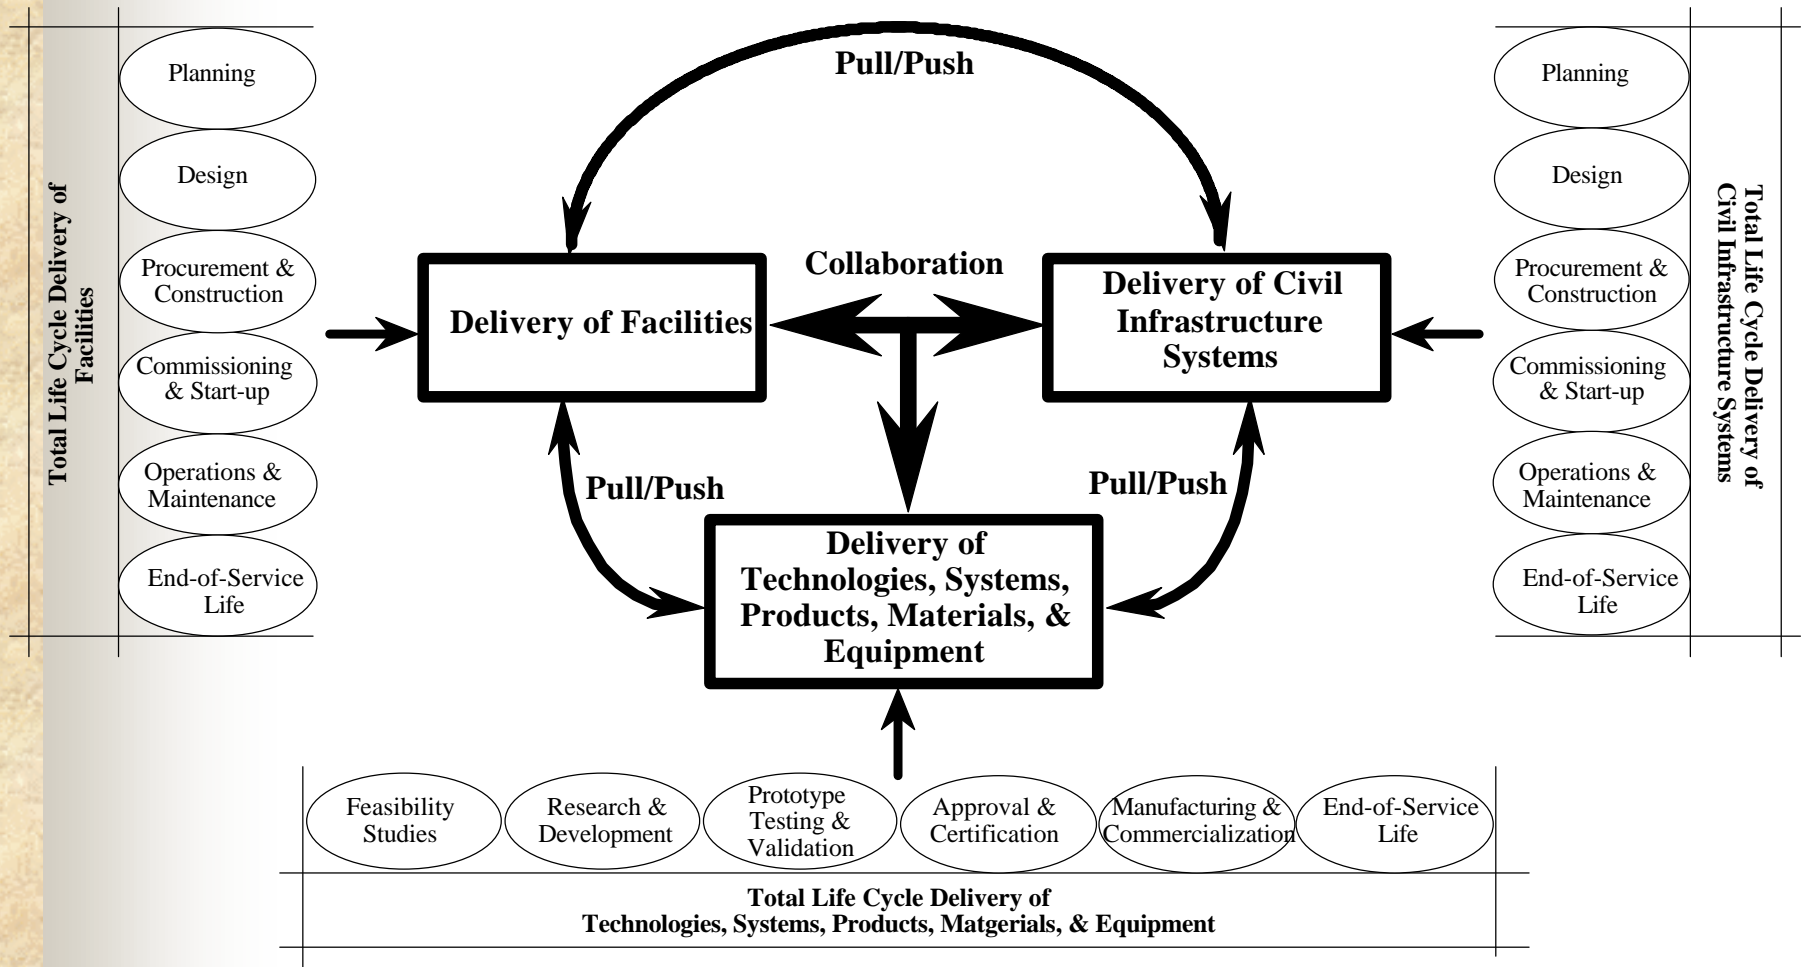 Pull/Push
Planning
Design
Procurement &
Construction
Commissioning
& Start-up
Operations &
Maintenance
End-of-Service
Life
Total Life Cycle Delivery of
Facilities
Collaboration
Delivery of Facilities
Delivery of Civil
Infrastructure
Systems
Pull/Push
Pull/Push
Delivery of
Technologies, Systems,
Products, Materials, &
Equipment
Planning
Design
Procurement &
Construction
Commissioning
& Start-up
Operations &
Maintenance
End-of-Service
Life
Total Life Cycle Delivery of
Civil Infrastructure Systems
Feasibility
Studies
Research &
Development
Prototype
Testing &
Validation
Approval &
Certification
Manufacturing &
Commercialization
End-of-Service
Life
Total Life Cycle Delivery of
Technologies, Systems, Products, Matgerials, & Equipment